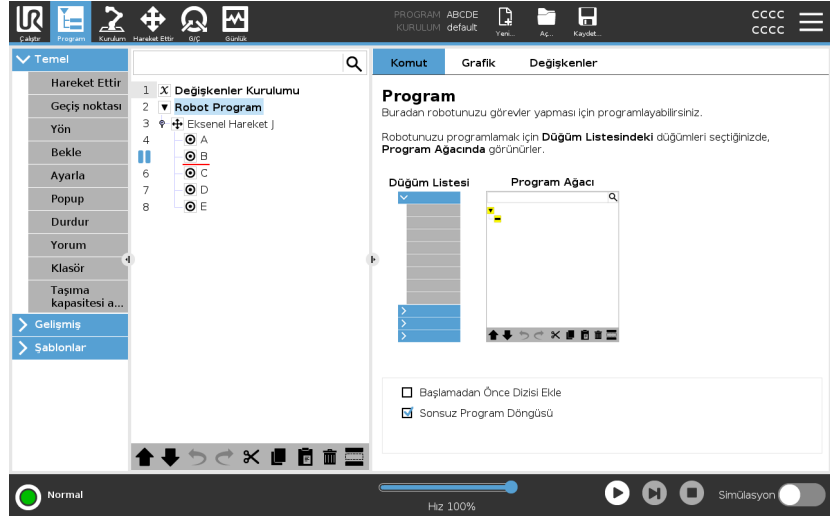 UR
PROGRAM ABCDE
KURULUM default
Yeni...
Aç...
Kaydet...
CCCC
CCCC
Çalıştır
Program
Kurulum
Hareket Ettir
G/Ç
Günlük
Temel
Hareket Ettir
Geçiş noktası
Yön
Bekle
Ayarla
Popup
Durdur
Yorum
Klasör
Taşıma
kapasitesi a...
Gelişmiş
Şablonlar
1 X Değişkenler Kurulumu
2 Robot Program
3 Eksenel Hareket J
4 A
B
6 C
7 D
8 E
Komut Grafik Değişkenler
Program
Buradan robotunuzu görevler yapması için programlayabilirsiniz.
Robotunuzu programlamak için Düğüm Listesindeki düğümleri seçtiğinizde,
Program Ağacında görünürler.
Düğüm Listesi Program Ağacı
Başlamadan Önce Dizisi Ekle
Sonsuz Program Döngüsü
Normal
Hız 100%
Simülasyon